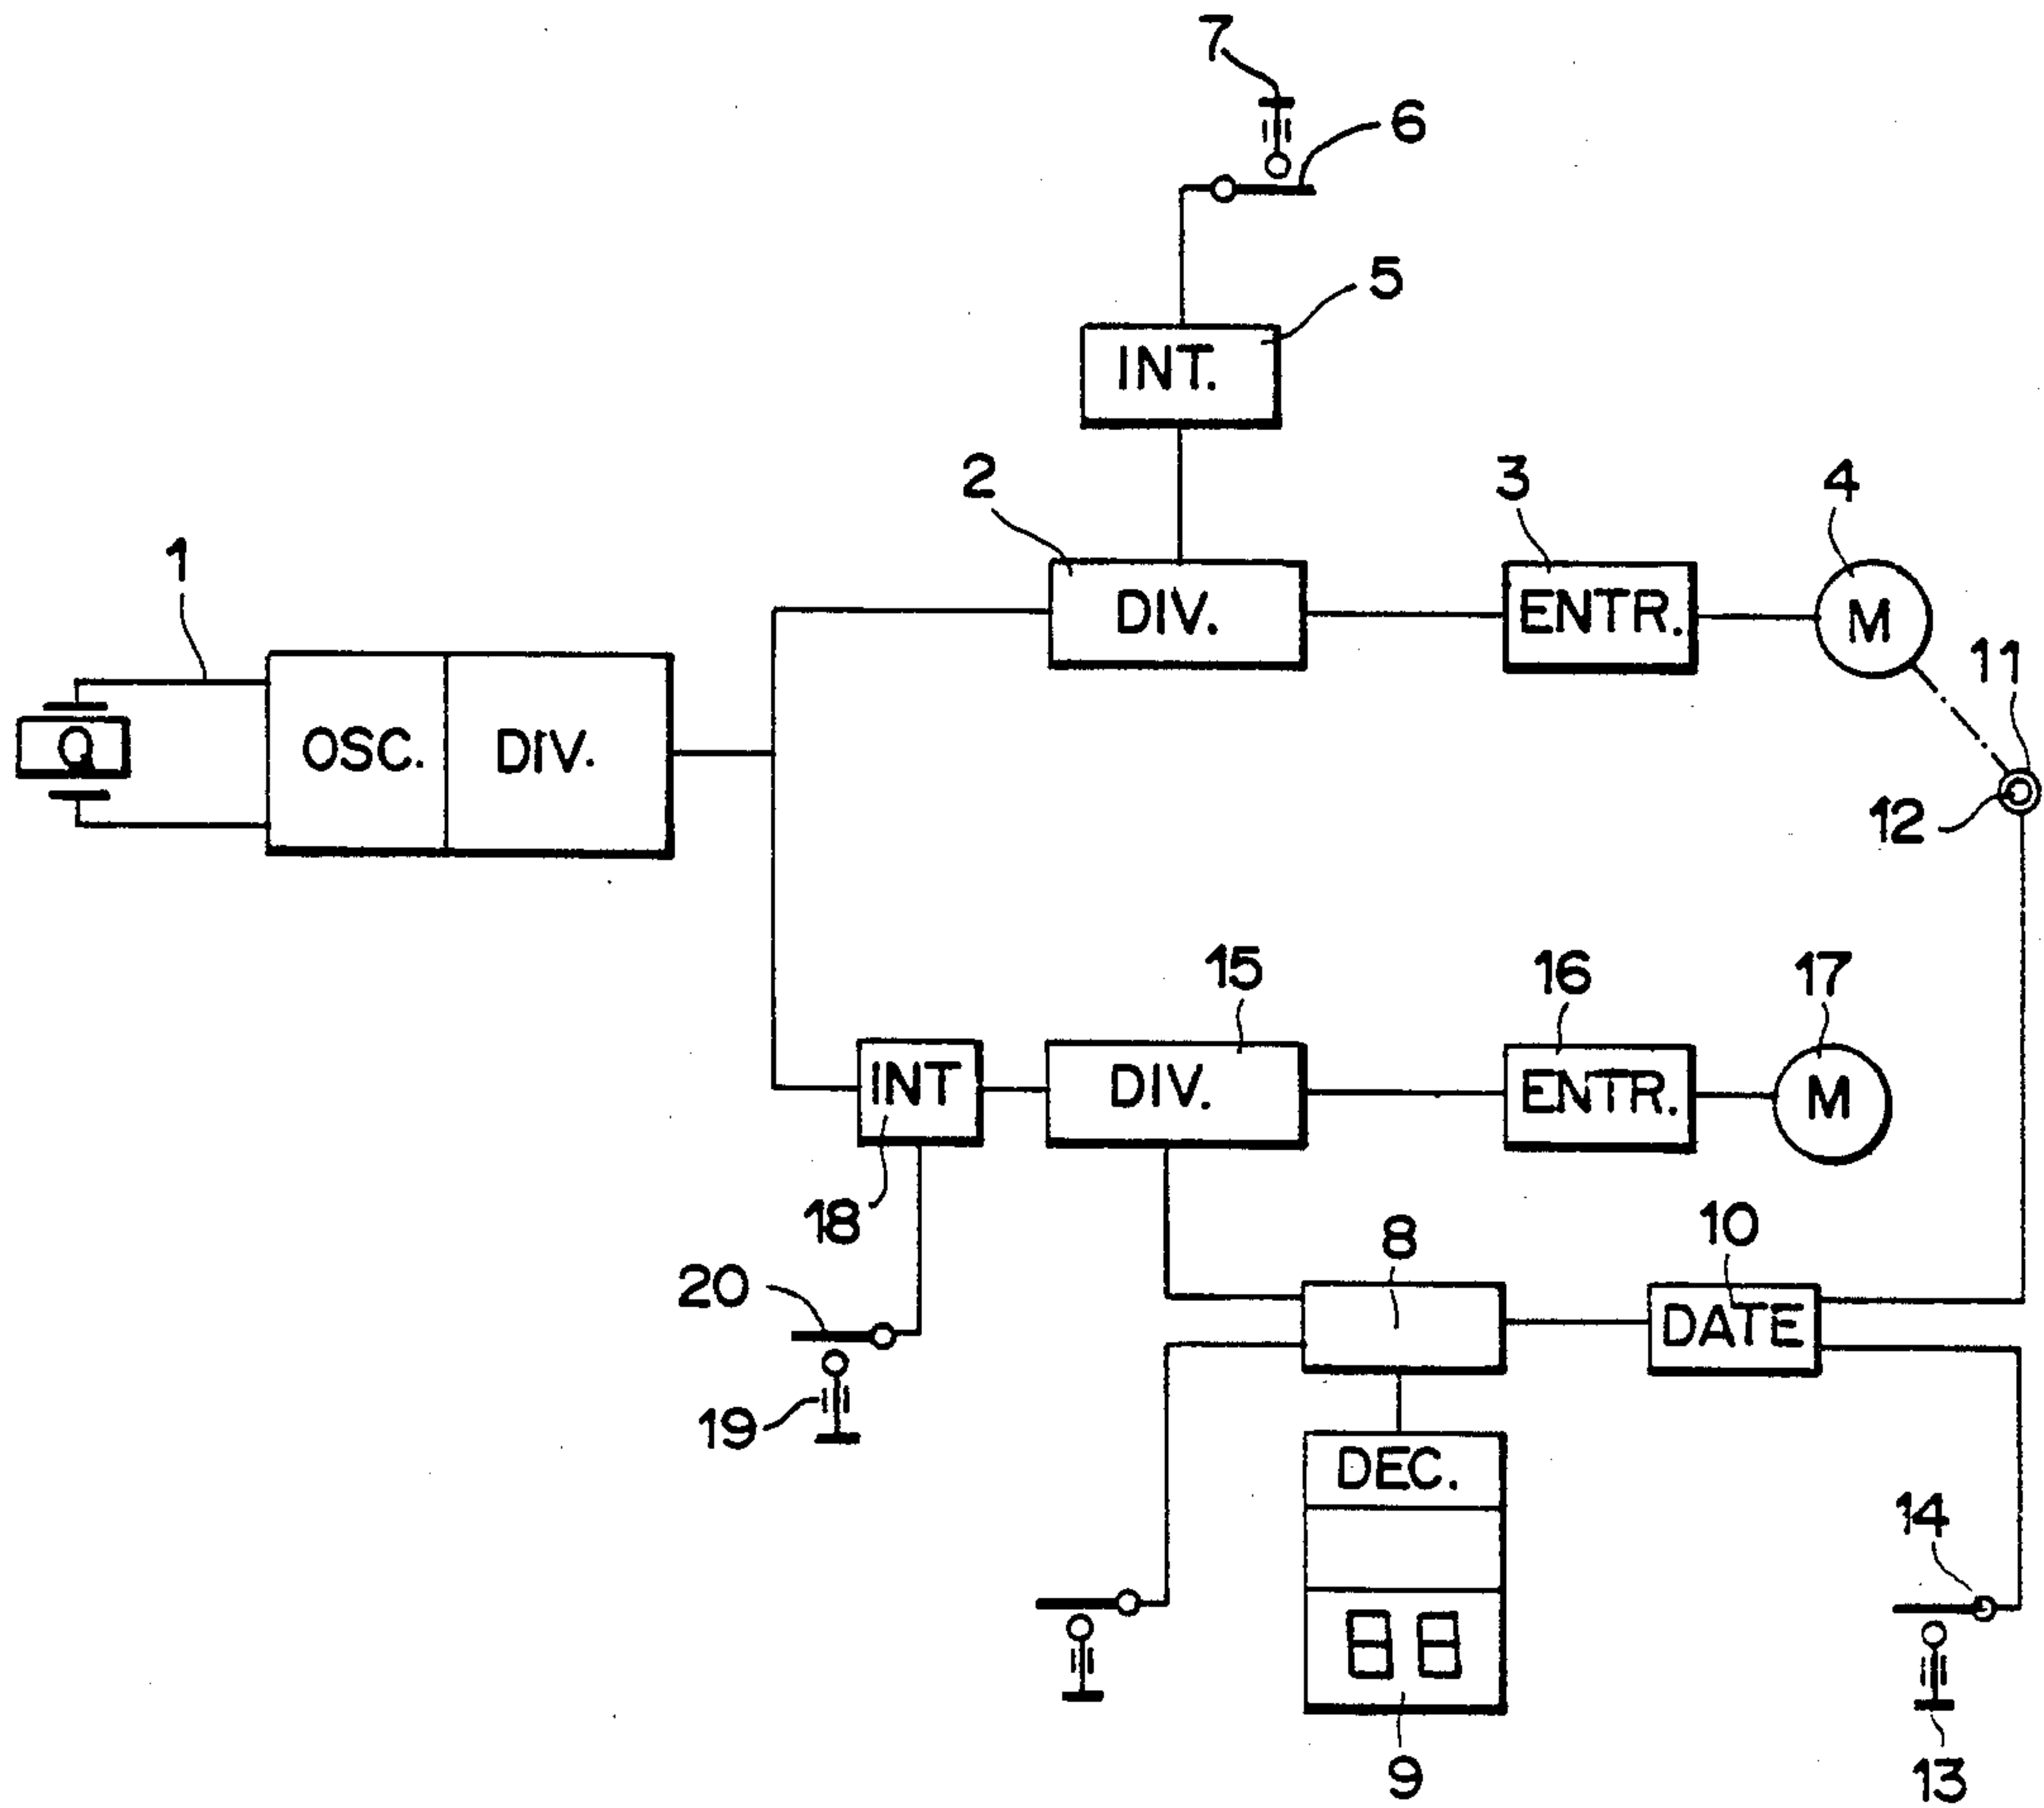 7
6
5
INT.
2
3
4
1
DIV.
ENTR.
M
11
Q
OSC.
DIV.
12
15
16
17
INT
DIV.
ENTR.
M
18
8
10
20
DATE
19
DEC.
14
88
9
13